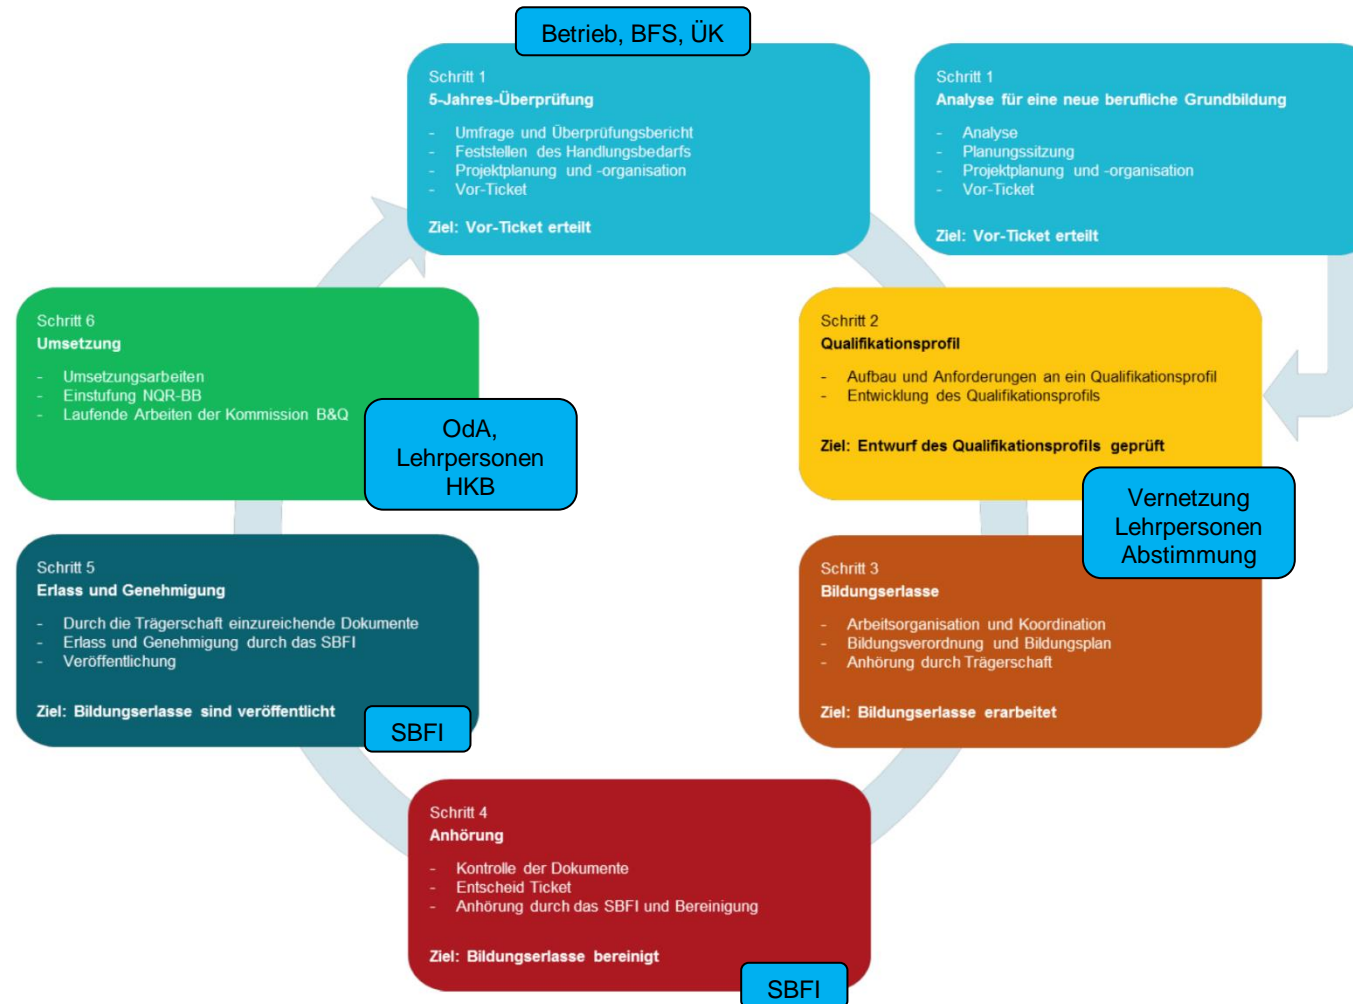 Betrieb, BFS, ÜK
Schritt 1
5-Jahres-Überprüfung
- Umfrage und Überprüfungsbericht
- Feststellen des Handlungsbedarfs
- Projektplanung und -organisation
- Vor-Ticket
Ziel: Vor-Ticket erteilt
Schritt 1
Analyse für eine neue berufliche Grundbildung
- Analyse
- Planungssitzung
- Projektplanung und -organisation
- Vor-Ticket
Ziel: Vor-Ticket erteilt
Schritt 2
Qualifikationsprofil
- Aufbau und Anforderungen an ein Qualifikationsprofil
- Entwicklung des Qualifikationsprofils
Ziel: Entwurf des Qualifikationsprofils geprüft
Vernetzung
Lehrpersonen
Abstimmung
Schritt 3
Bildungserlasse
- Arbeitsorganisation und Koordination
- Bildungsverordnung und Bildungsplan
- Anhörung durch Trägerschaft
Ziel: Bildungserlasse erarbeitet
Schritt 4
Anhörung
- Kontrolle der Dokumente
- Entscheid Ticket
- Anhörung durch das SBFI und Bereinigung
Ziel: Bildungserlasse bereinigt
SBFI
Schritt 5
Erlass und Genehmigung
- Durch die Trägerschaft einzureichende Dokumente
- Erlass und Genehmigung durch das SBFI
- Veröffentlichung
Ziel: Bildungserlasse sind veröffentlicht
SBFI
Schritt 6
Umsetzung
- Umsetzungsarbeiten
- Einstufung NQR-BB
- Laufende Arbeiten der Kommission B&Q
OdA,
Lehrpersonen
HKB